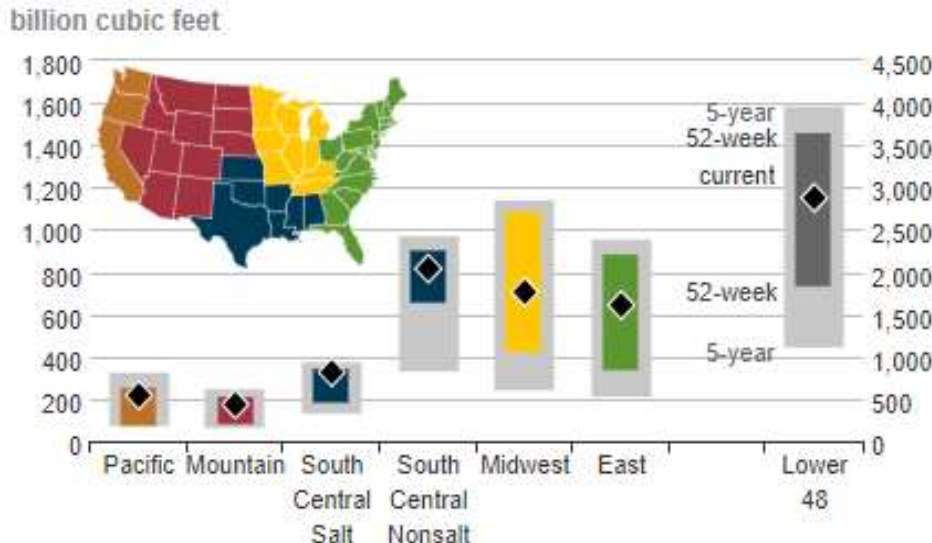 billion cubic feet
1,800
1,600
1,400
1,200
1,000
800
600
400
200
0
4,500
4,000
3,500
3,000
2,500
2,000
1,500
1,000
500
0
5-year
52-week
current
52-week
5-year
Pacific
Mountain
South
Central
Salt
South
Central
Nonsalt
Midwest
East
Lower
48